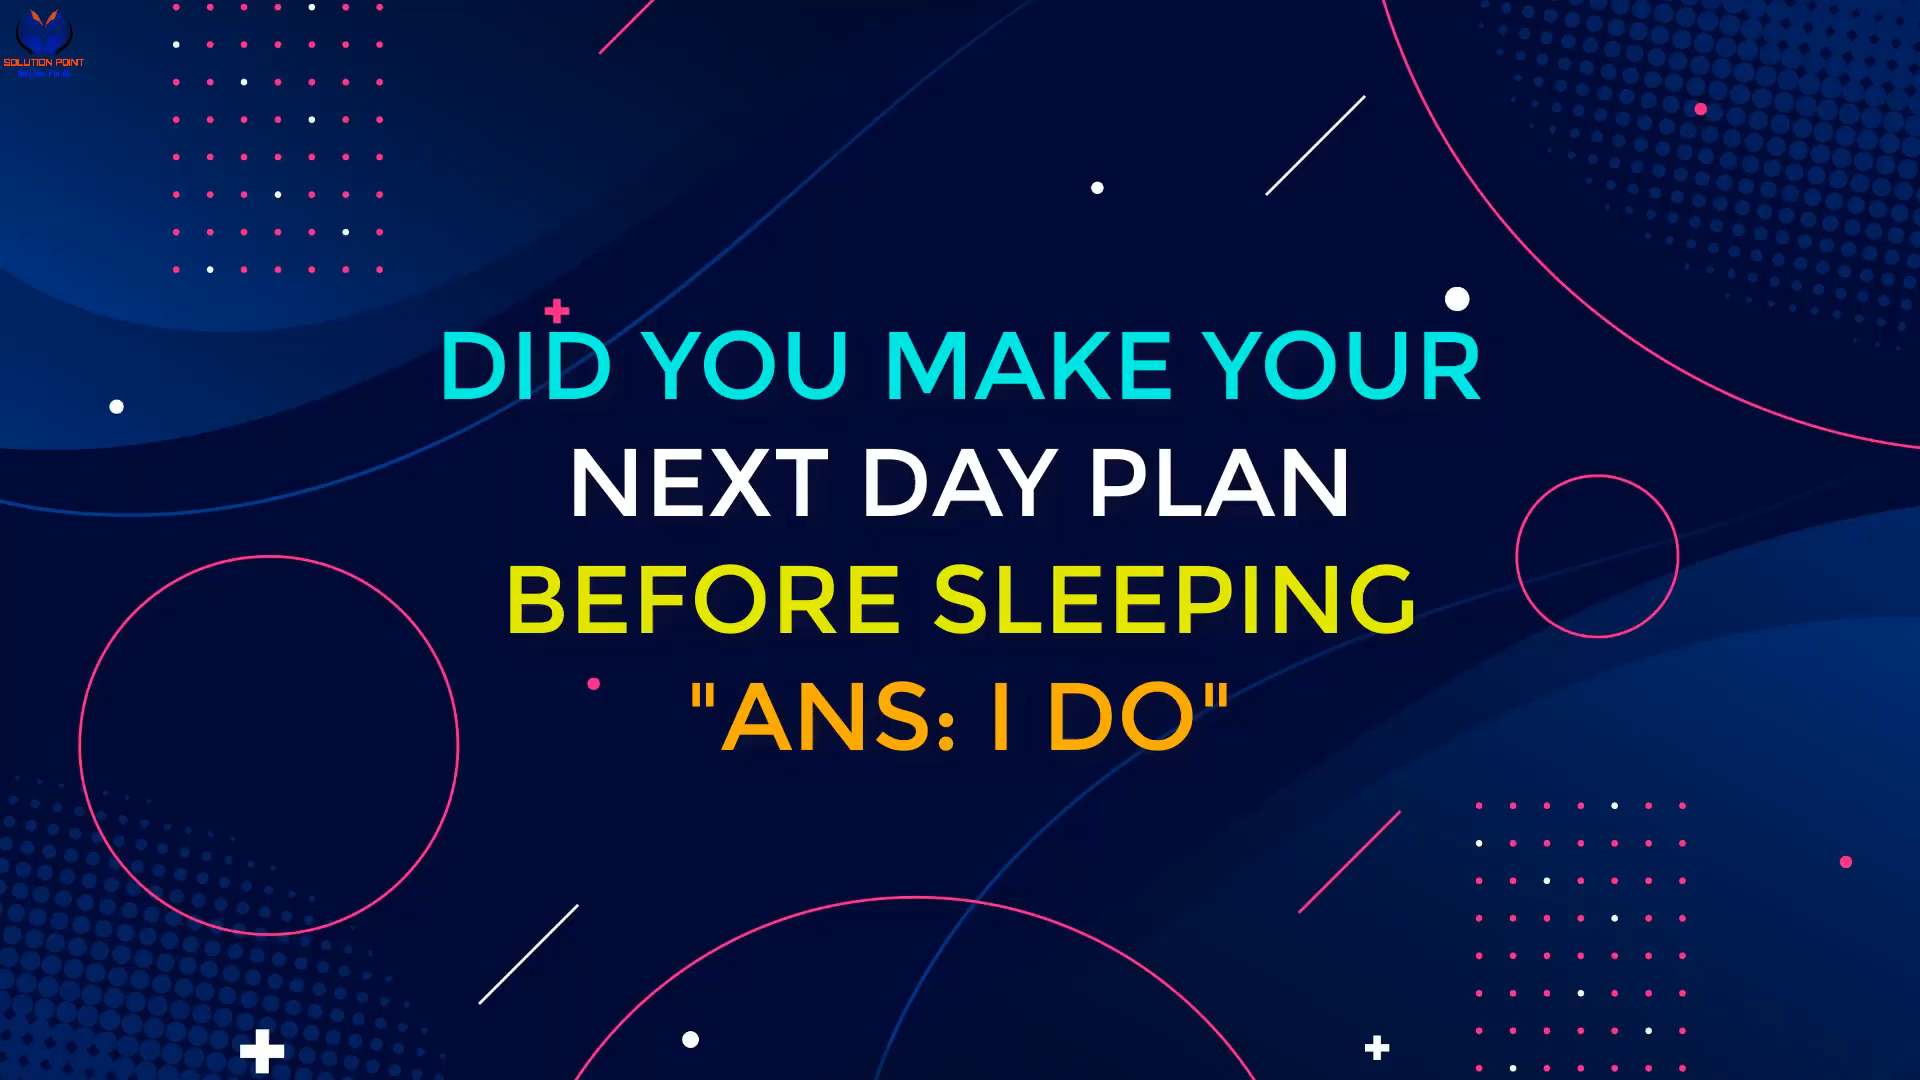 SOLUTION POINT
DID YOU MAKE YOUR
NEXT DAY PLAN
BEFORE SLEEPING
"ANS: I DO"